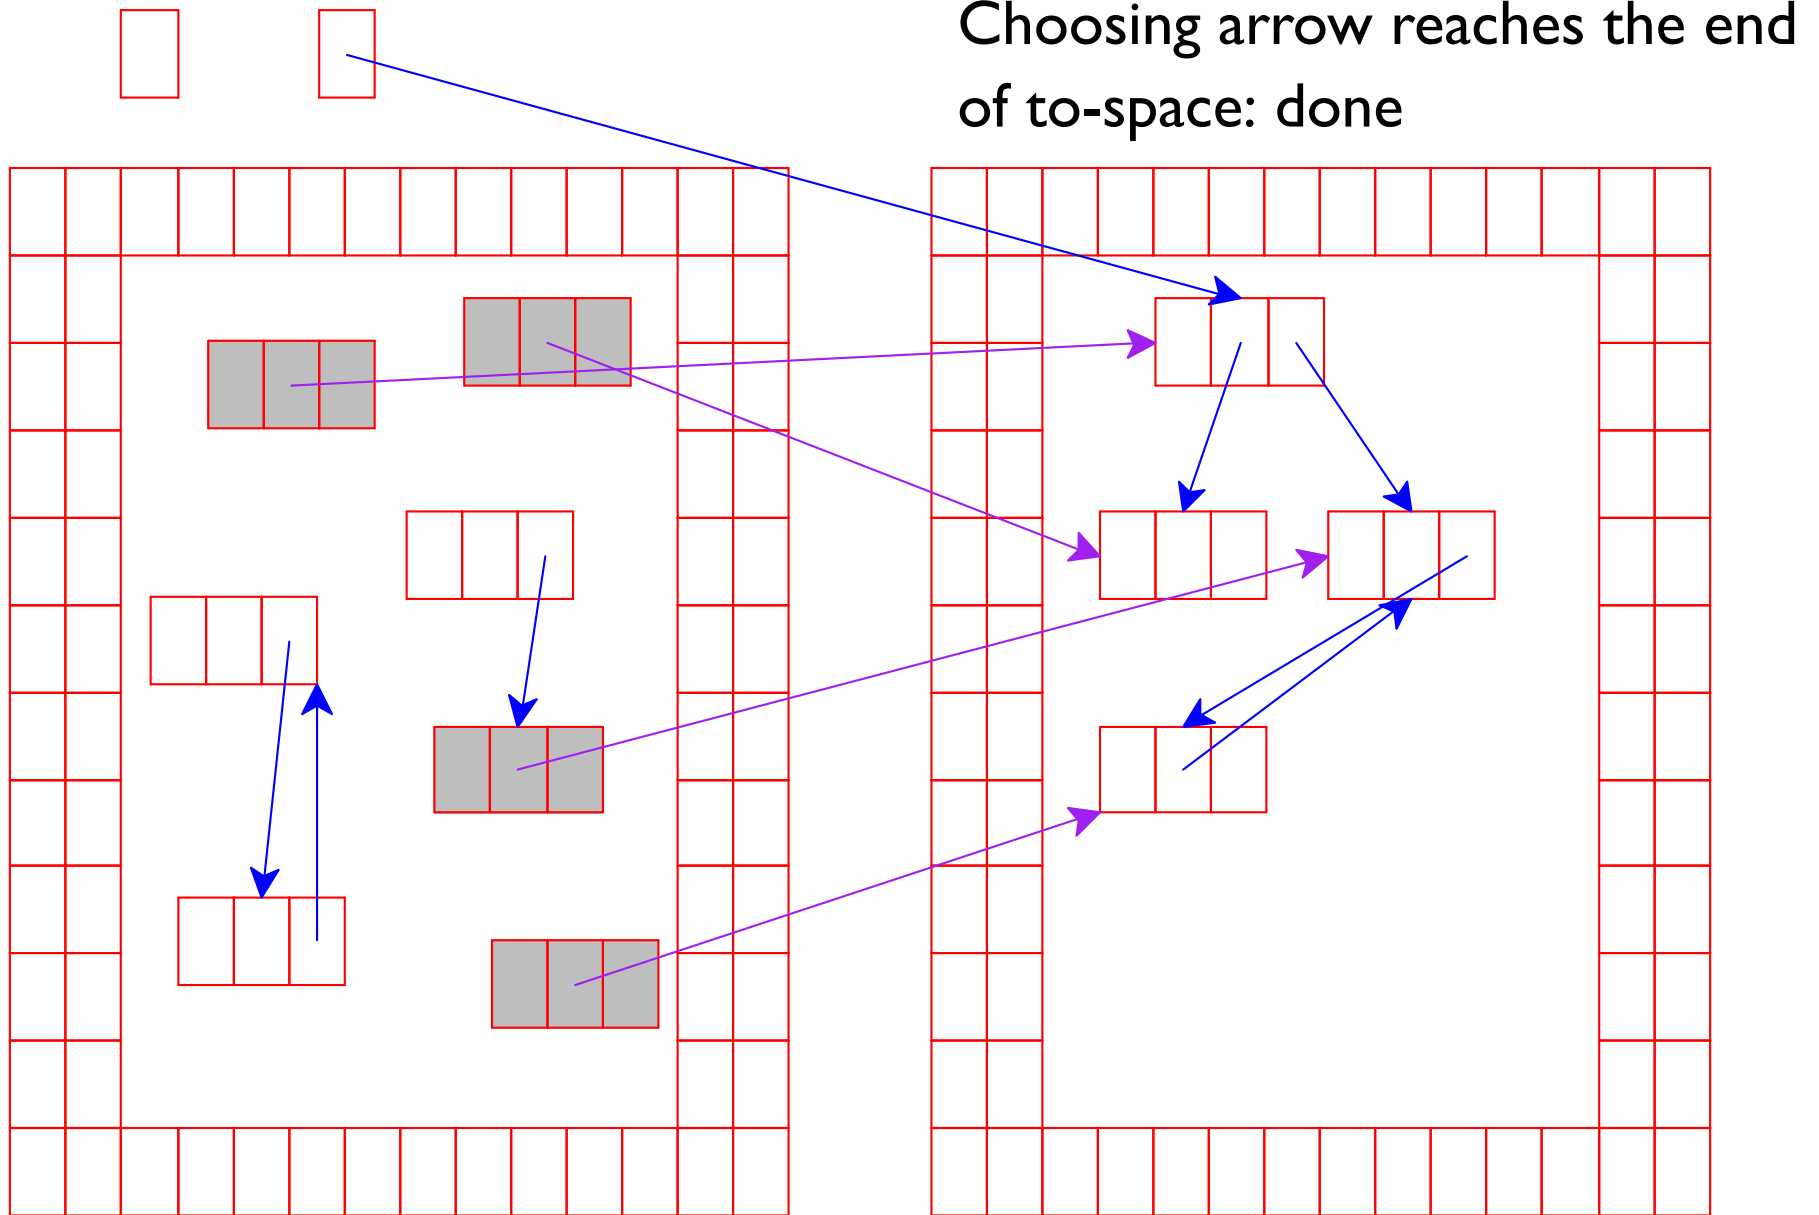 Choosing arrow reaches the end
of to-space: done